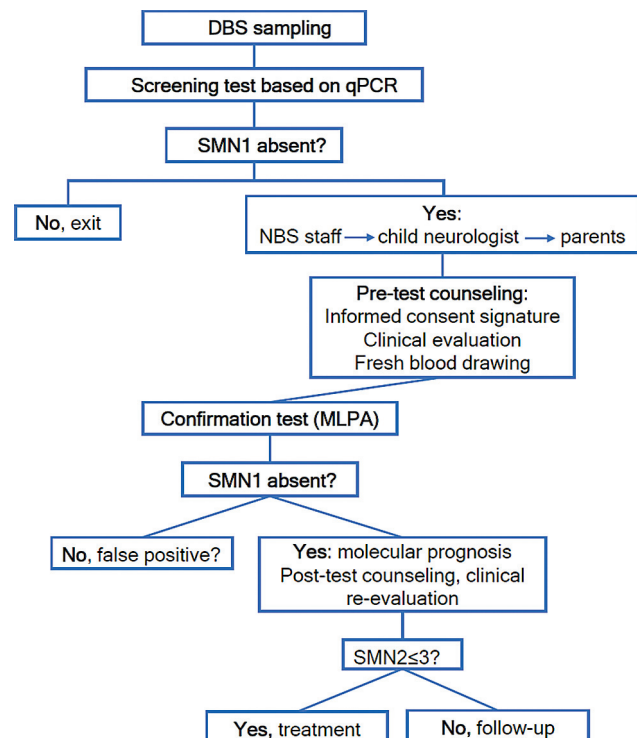 DBS sampling
Screening test based on qPCR
SMN1 absent?
No, exit
Yes:
NBS staff → child neurologist → parents
Pre-test counseling:
Informed consent signature
Clinical evaluation
Fresh blood drawing
Confirmation test (MLPA)
SMN1 absent?
No, false positive?
Yes: molecular prognosis
Post-test counseling, clinical
re-evaluation
SMN2≤3?
Yes, treatment
No, follow-up